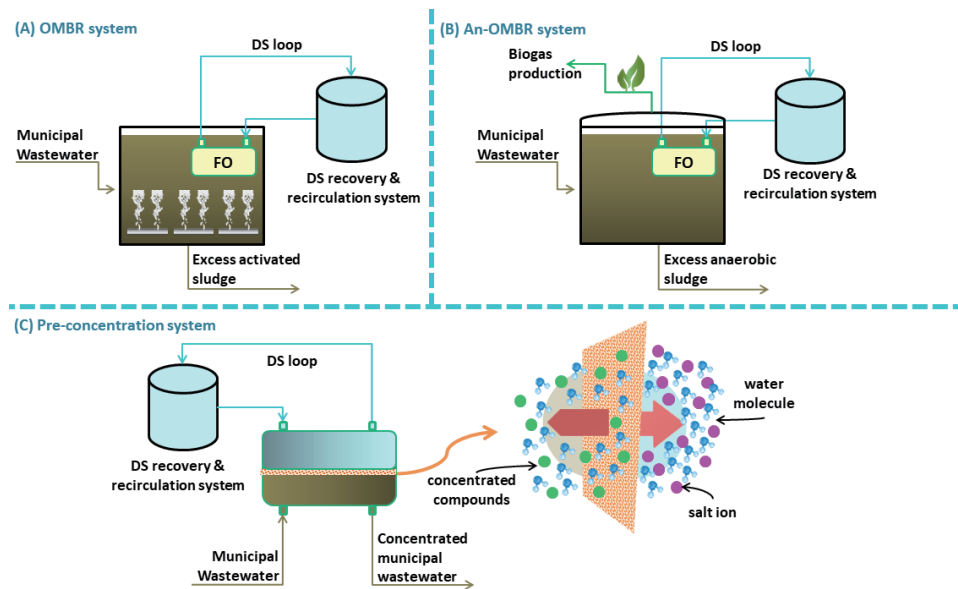 (A) OMBR system
DS loop
Municipal
Wastewater
FO
DS recovery &
recirculation system
Excess activated
sludge
(B) An-OMBR system
DS loop
Biogas
production
Municipal
Wastewater
FO
DS recovery &
recirculation system
Excess anaerobic
sludge
(C) Pre-concentration system
DS loop
DS recovery &
recirculation system
Municipal
Wastewater
Concentrated
municipal
wastewater
water
molecule
concentrated
compounds
salt ion